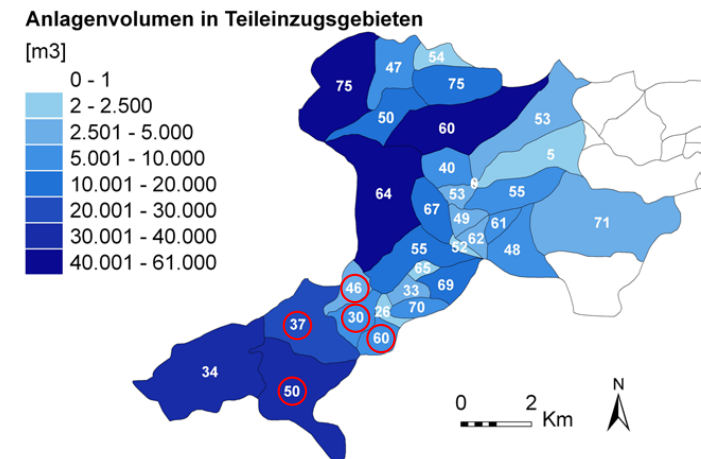 Anlagenvolumen in Teileinzugsgebieten
[m3]
0 - 1
2 - 2.500
2.501 - 5.000
5.001 - 10.000
10.001 - 20.000
20.001 - 30.000
30.001 - 40.000
40.001 - 61.000
54
47
75
75
50
60
53
5
40
6
53
55
64
67
49
61
71
62
52
55
48
65
46
33
69
26
70
30
37
60
34
50
N
0 2
Km